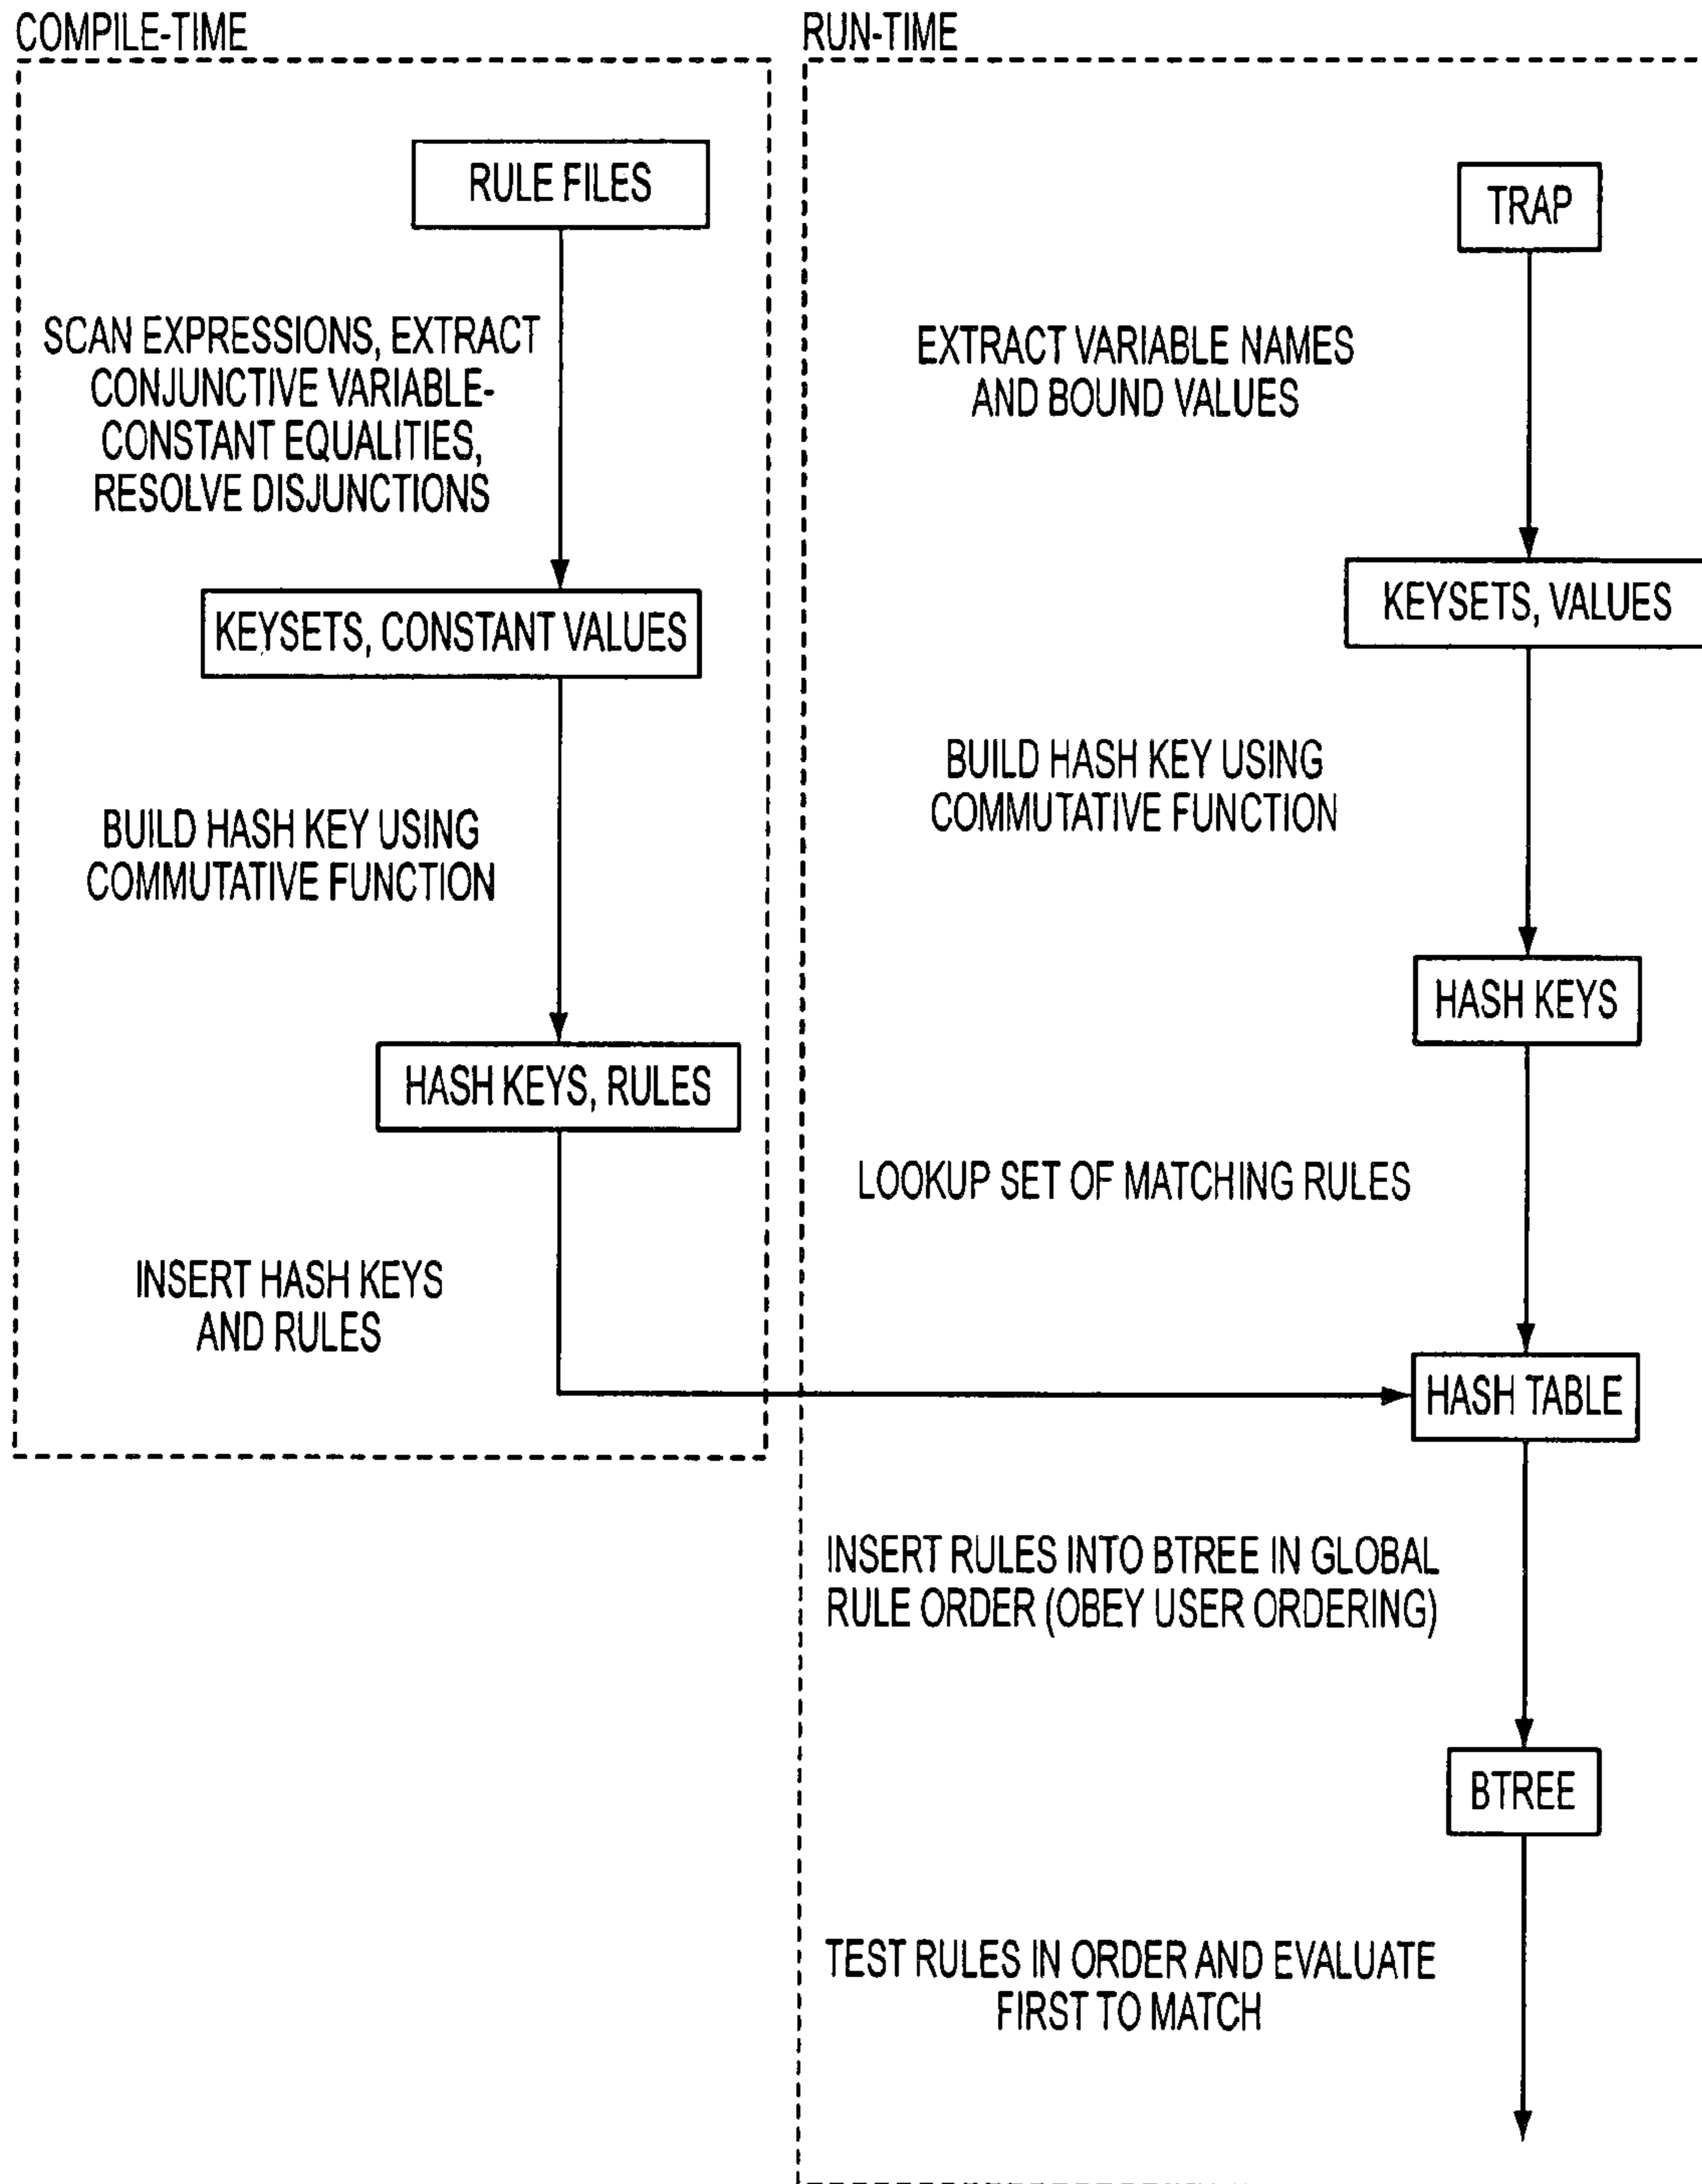 COMPILE-TIME
RULE FILES
SCAN EXPRESSIONS, EXTRACT
CONJUNCTIVE VARIABLE-
CONSTANT EQUALITIES,
RESOLVE DISJUNCTIONS
KEYSETS, CONSTANT VALUES
BUILD HASH KEY USING
COMMUTATIVE FUNCTION
HASH KEYS, RULES
INSERT HASH KEYS
AND RULES
RUN-TIME
TRAP
EXTRACT VARIABLE NAMES
AND BOUND VALUES
KEYSETS, VALUES
BUILD HASH KEY USING
COMMUTATIVE FUNCTION
HASH KEYS
LOOKUP SET OF MATCHING RULES
HASH TABLE
INSERT RULES INTO BTREE IN GLOBAL
RULE ORDER (OBEY USER ORDERING)
BTREE
TEST RULES IN ORDER AND EVALUATE
FIRST TO MATCH